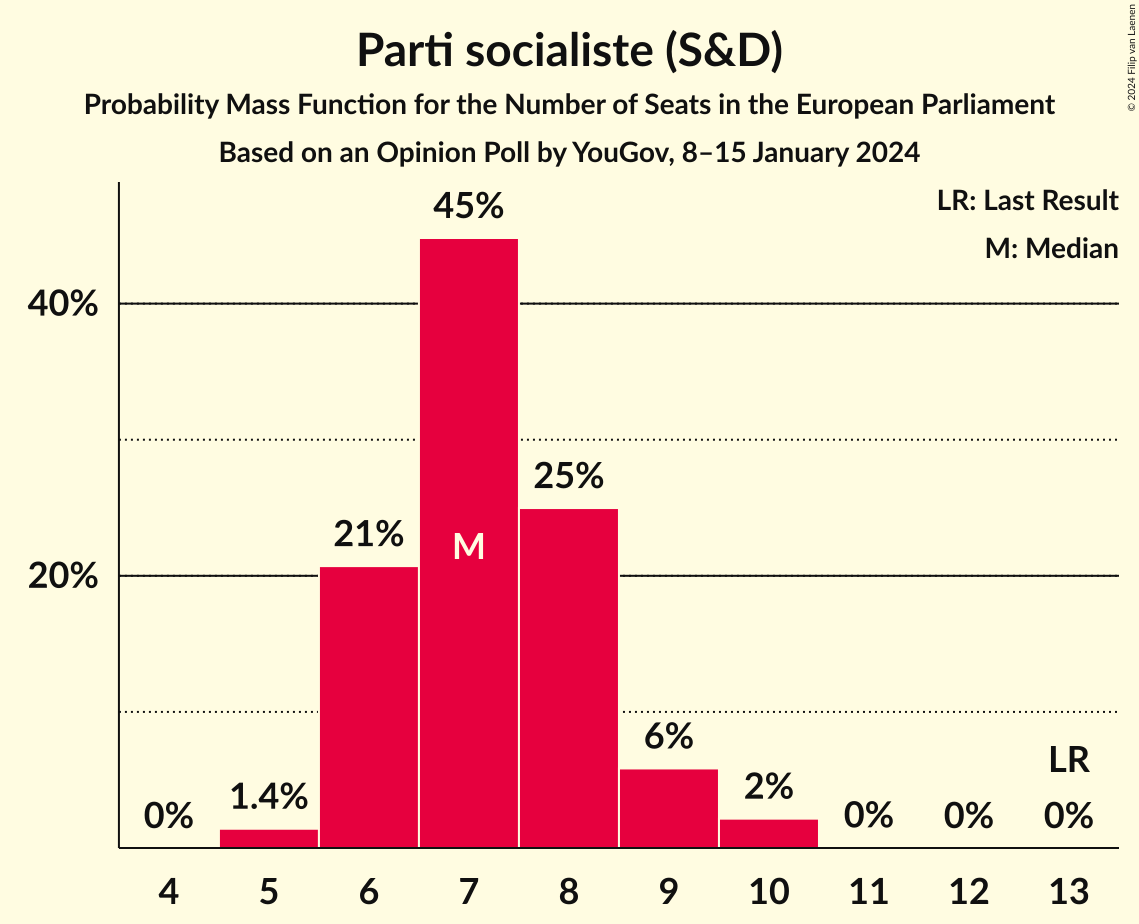 Parti socialiste (S&D)
Probability Mass Function for the Number of Seats in the European Parliament
Based on an Opinion Poll by YouGov, 8–15 January 2024
© 2024 Filip van Laenen
LR: Last Result
M: Median
40%
20%
0%
1.4%
21%
45%
M
25%
6%
2%
0%
0%
LR
0%
4 5 6 7 8 9 10 11 12 13